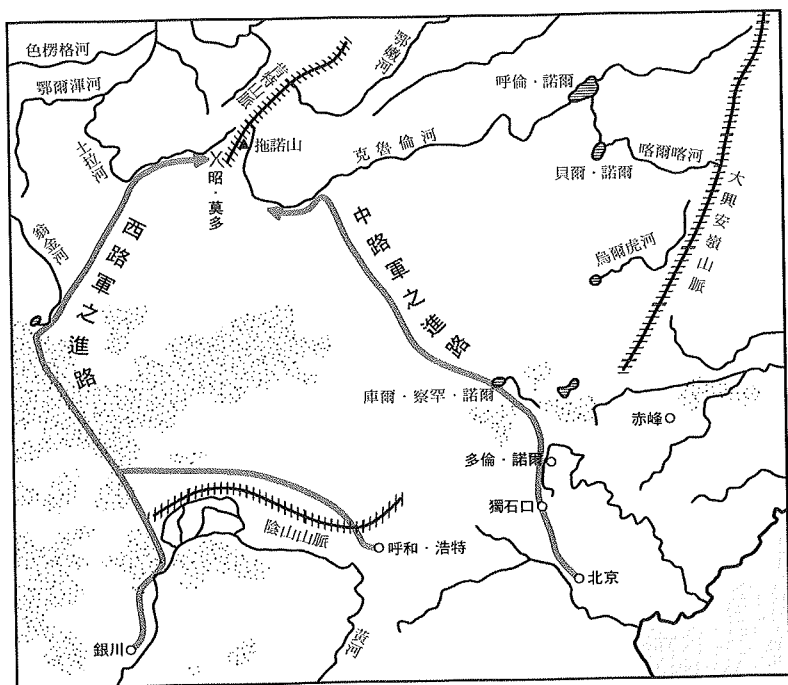 色楞格河
鄂爾渾河
土拉河
翁金河
肯特山脈
鄂嫩河
拖諾山
昭·莫多
克魯倫河
呼倫·諾爾
貝爾·諾爾
喀爾喀河
烏爾虎河
大興安嶺山脈
西路軍之進路
中路軍之進路
庫爾·察罕·諾爾
赤峰
多倫·諾爾
獨石口
陰山山脈
呼和·浩特
北京
銀川
黃河